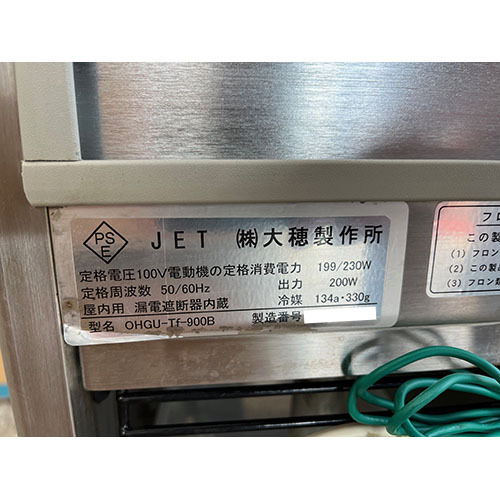 PS E JET ㈱大穂製作所
定格電圧100V電動機の定格消費電力 199/230W
定格周波数 50/60Hz 出力 200W
屋内用 漏電遮断器内蔵 冷媒 134a・330g
型名 OHGU-Tf-900B 製造番号
フロ
この製
(1) フロン
(2) この製
(3) フロン類